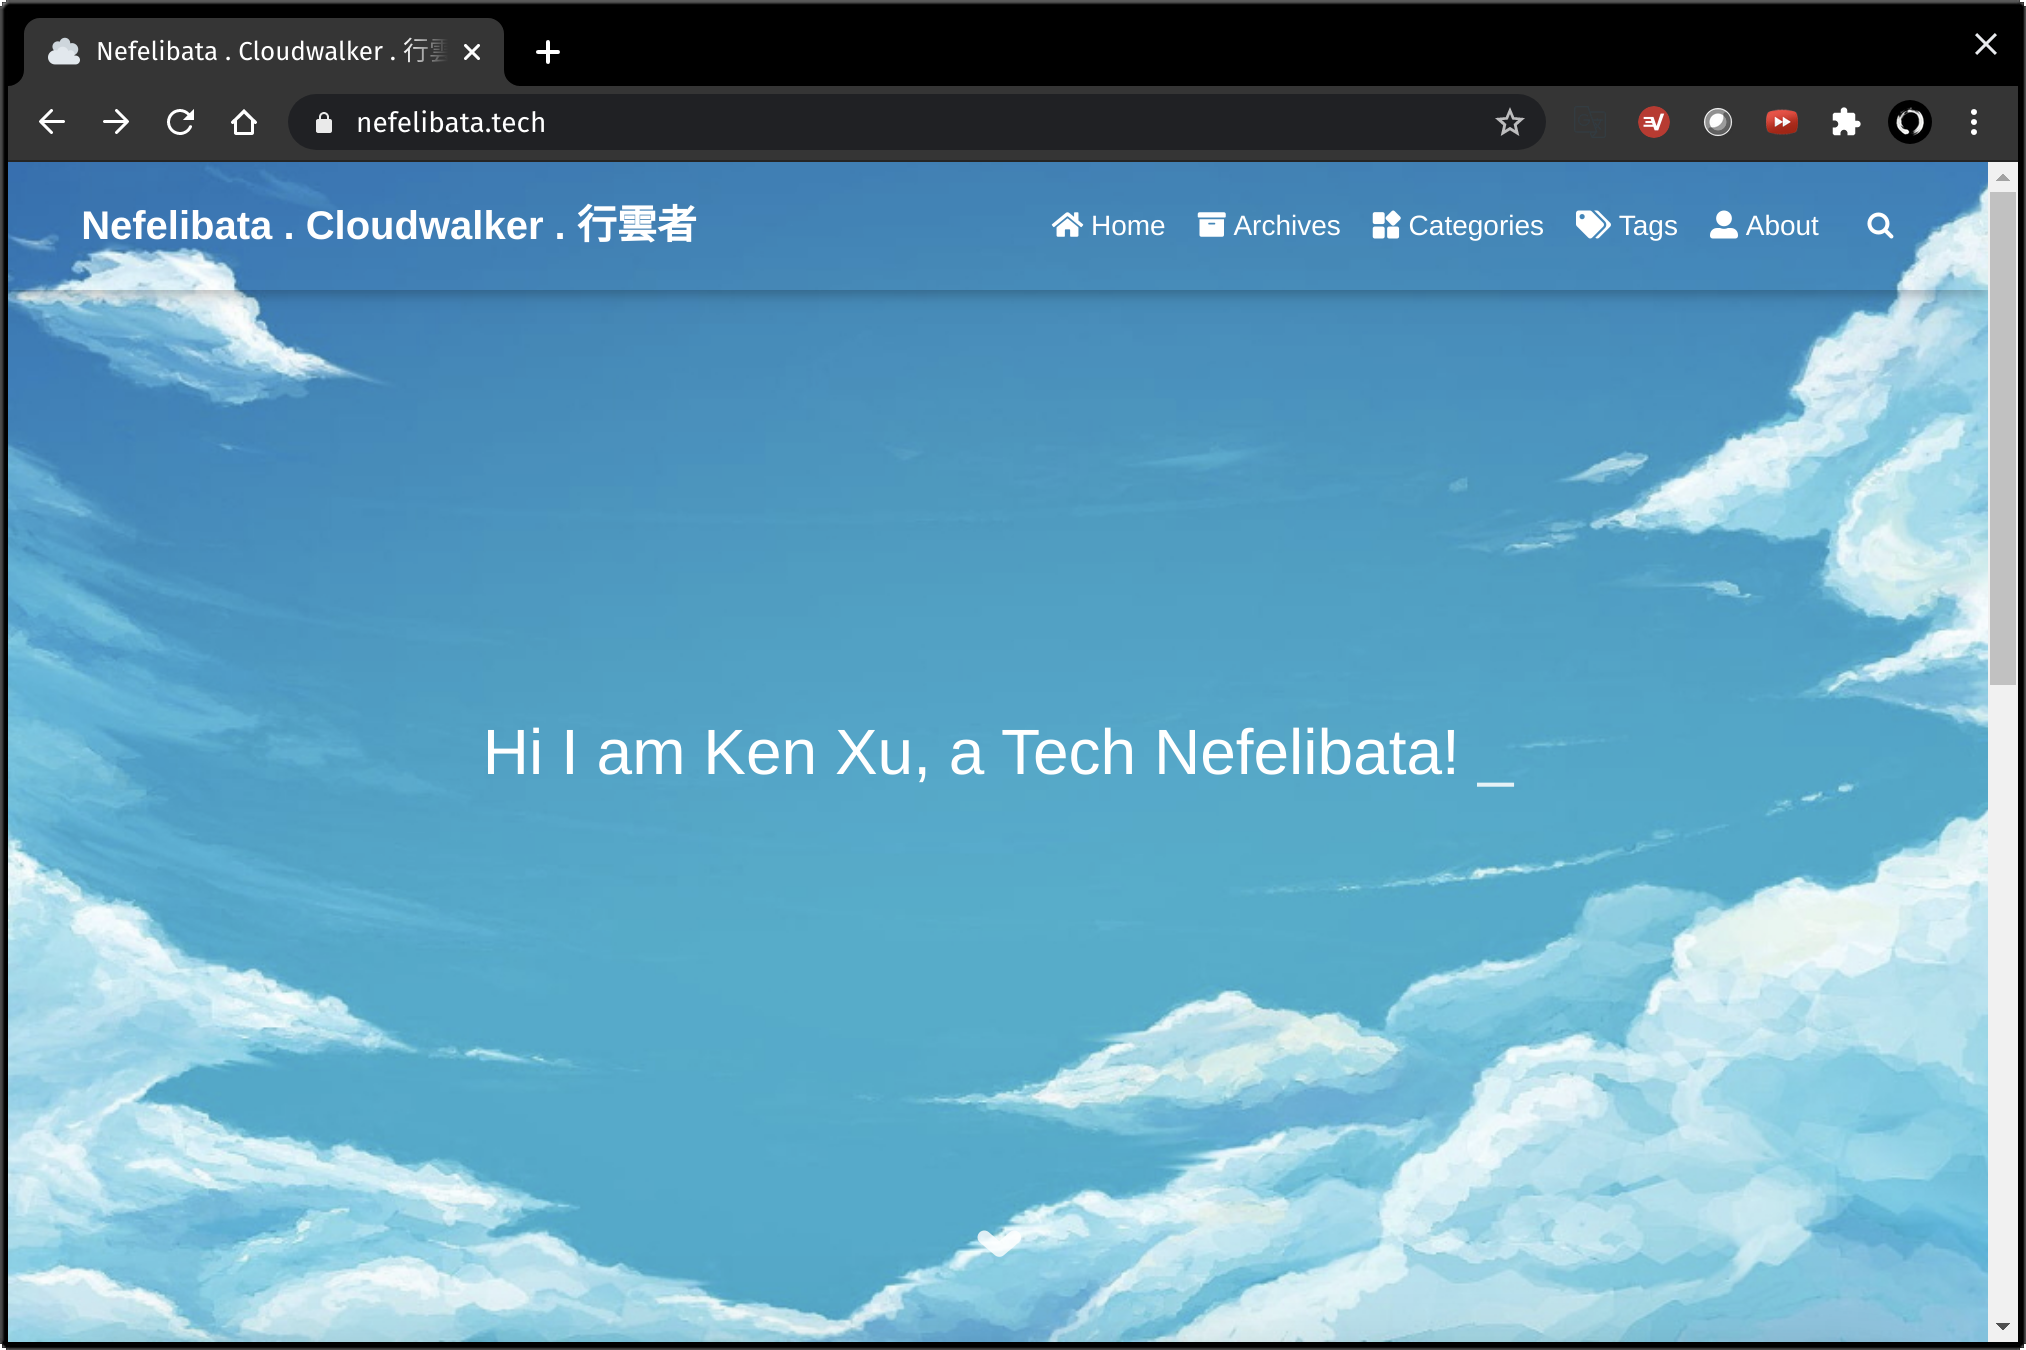 Nefelibata . Cloudwalker . 行雲
nefelibata.tech
Nefelibata . Cloudwalker . 行雲者
Home Archives Categories Tags About
Hi I am Ken Xu, a Tech Nefelibata! _